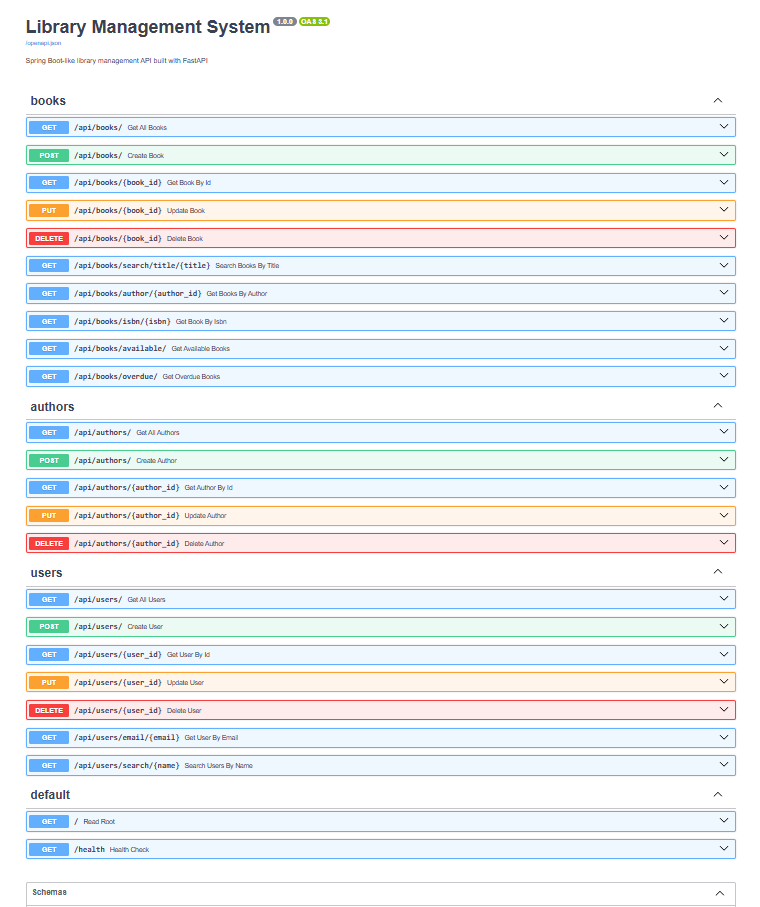 Library Management System 1.0.0 OAS 3.1
/openapi.json
Spring Boot-like library management API built with FastAPI
books
GET /api/books/ Get All Books
POST /api/books/ Create Book
GET /api/books/{book_id} Get Book By Id
PUT /api/books/{book_id} Update Book
DELETE /api/books/{book_id} Delete Book
GET /api/books/search/title/{title} Search Books By Title
GET /api/books/author/{author_id} Get Books By Author
GET /api/books/isbn/{isbn} Get Book By Isbn
GET /api/books/available/ Get Available Books
GET /api/books/overdue/ Get Overdue Books
authors
GET /api/authors/ Get All Authors
POST /api/authors/ Create Author
GET /api/authors/{author_id} Get Author By Id
PUT /api/authors/{author_id} Update Author
DELETE /api/authors/{author_id} Delete Author
users
GET /api/users/ Get All Users
POST /api/users/ Create User
GET /api/users/{user_id} Get User By Id
PUT /api/users/{user_id} Update User
DELETE /api/users/{user_id} Delete User
GET /api/users/email/{email} Get User By Email
GET /api/users/search/{name} Search Users By Name
default
GET / Read Root
GET /health Health Check
Schemas